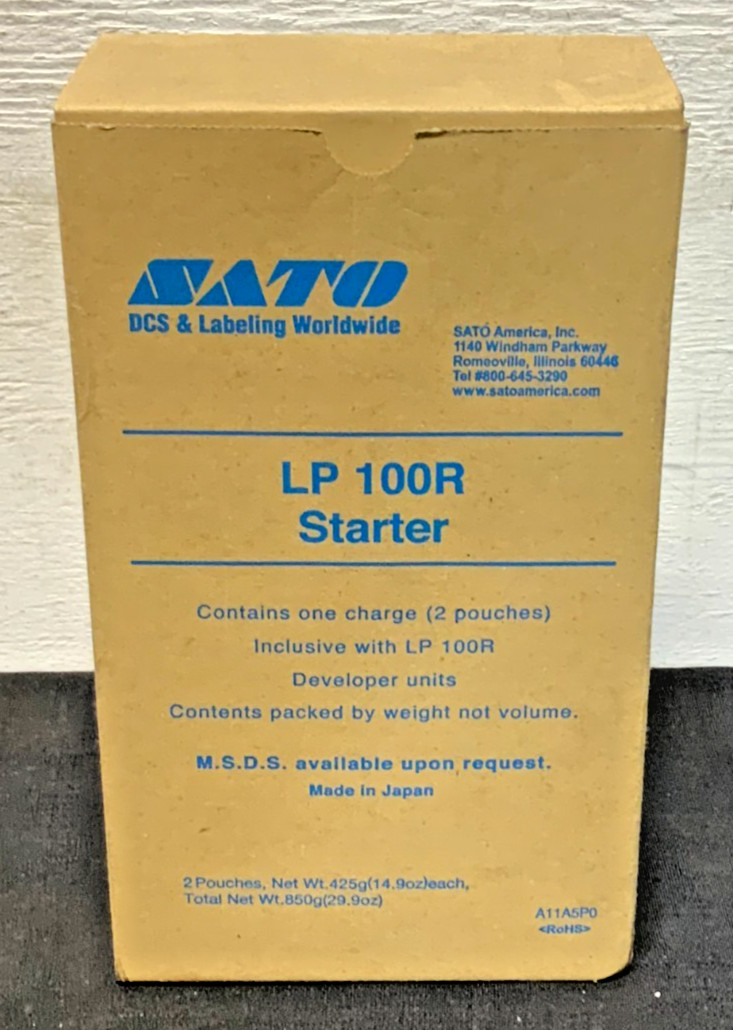 SATO
DCS & Labeling Worldwide
SATO America, Inc.
1140 Windham Parkway
Romeoville, Illinois 60446
Tel #800-645-3290
www.satoamerica.com
LP 100R
Starter
Contains one charge (2 pouches)
Inclusive with LP 100R
Developer units
Contents packed by weight not volume.
M.S.D.S. available upon request.
Made in Japan
2 Pouches, Net Wt.425g(14.9oz)each,
Total Net Wt.850g(29.9oz)
A11A5P0
<RoHS>